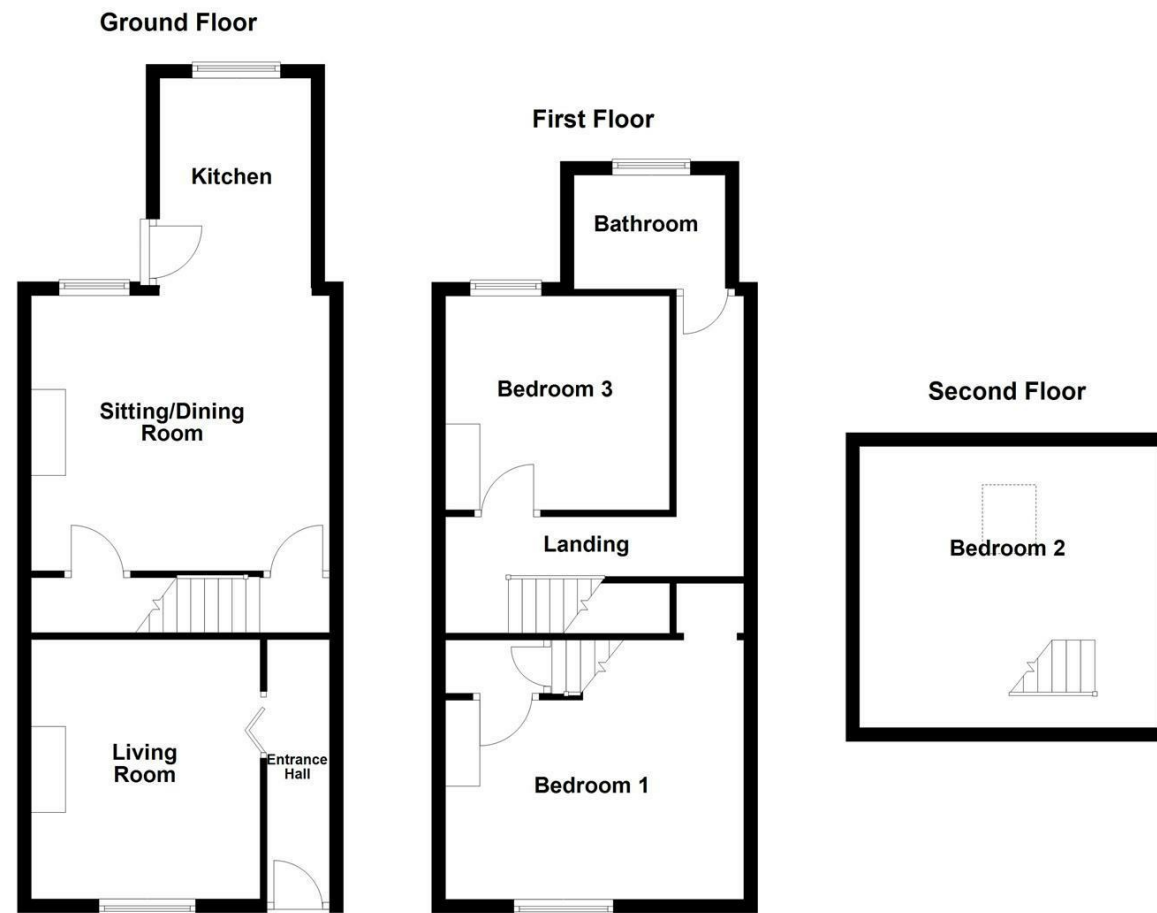 Ground Floor
Kitchen
Sitting/Dining
Room
Living
Room
Entrance
Hall
First Floor
Bathroom
Bedroom 3
Landing
Bedroom 1
Second Floor
Bedroom 2